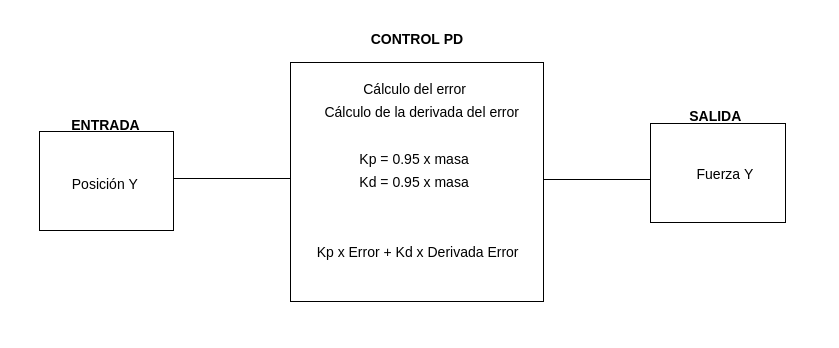 CONTROL PD
Cálculo del error
Cálculo de la derivada del error
ENTRADA
SALIDA
Kp = 0.95 x masa
Posición Y
Kd = 0.95 x masa
Fuerza Y
Kp x Error + Kd x Derivada Error